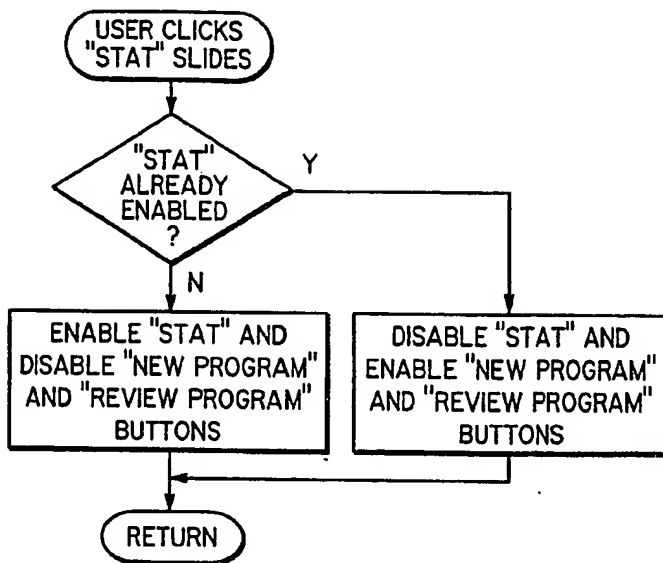 USER CLICKS
"STAT" SLIDES
"STAT"
ALREADY
ENABLED
?
Y
N
ENABLE "STAT" AND
DISABLE "NEW PROGRAM"
AND "REVIEW PROGRAM"
BUTTONS
DISABLE "STAT" AND
ENABLE "NEW PROGRAM"
AND "REVIEW PROGRAM"
BUTTONS
RETURN